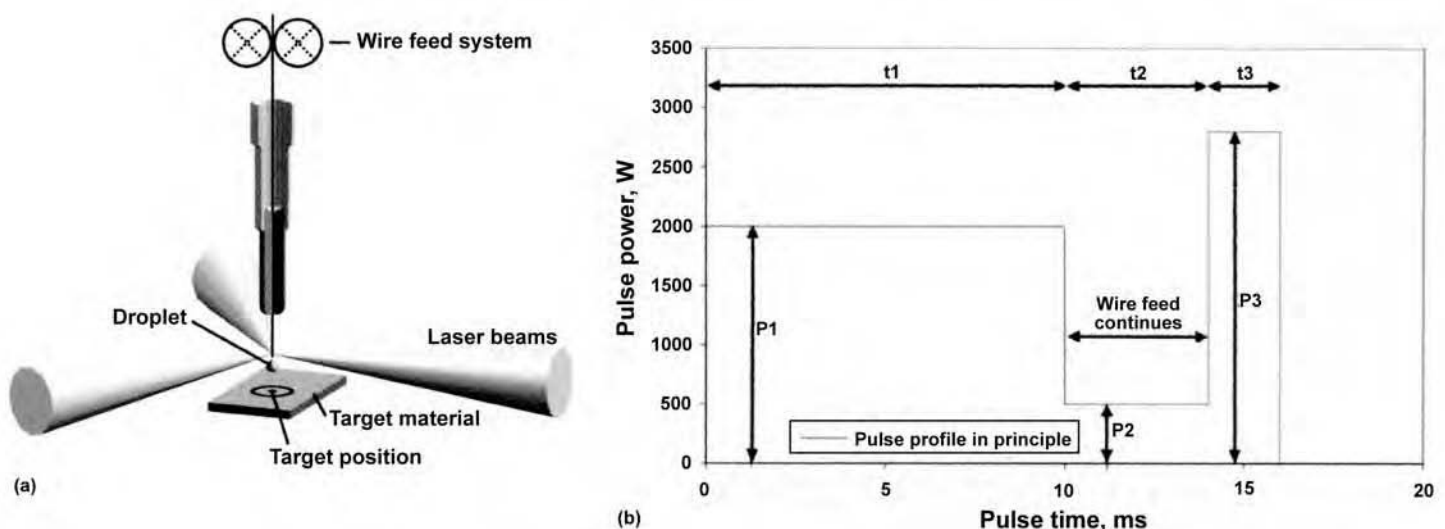 Wire feed system
Droplet
Laser beams
Target material
Target position
(a)
Pulse power, W
3500
3000
2500
2000
1500
1000
500
0
t1
t2
t3
P1
Wire feed
continues
P2
P3
Pulse profile in principle
0
5
10
15
20
Pulse time, ms
(b)